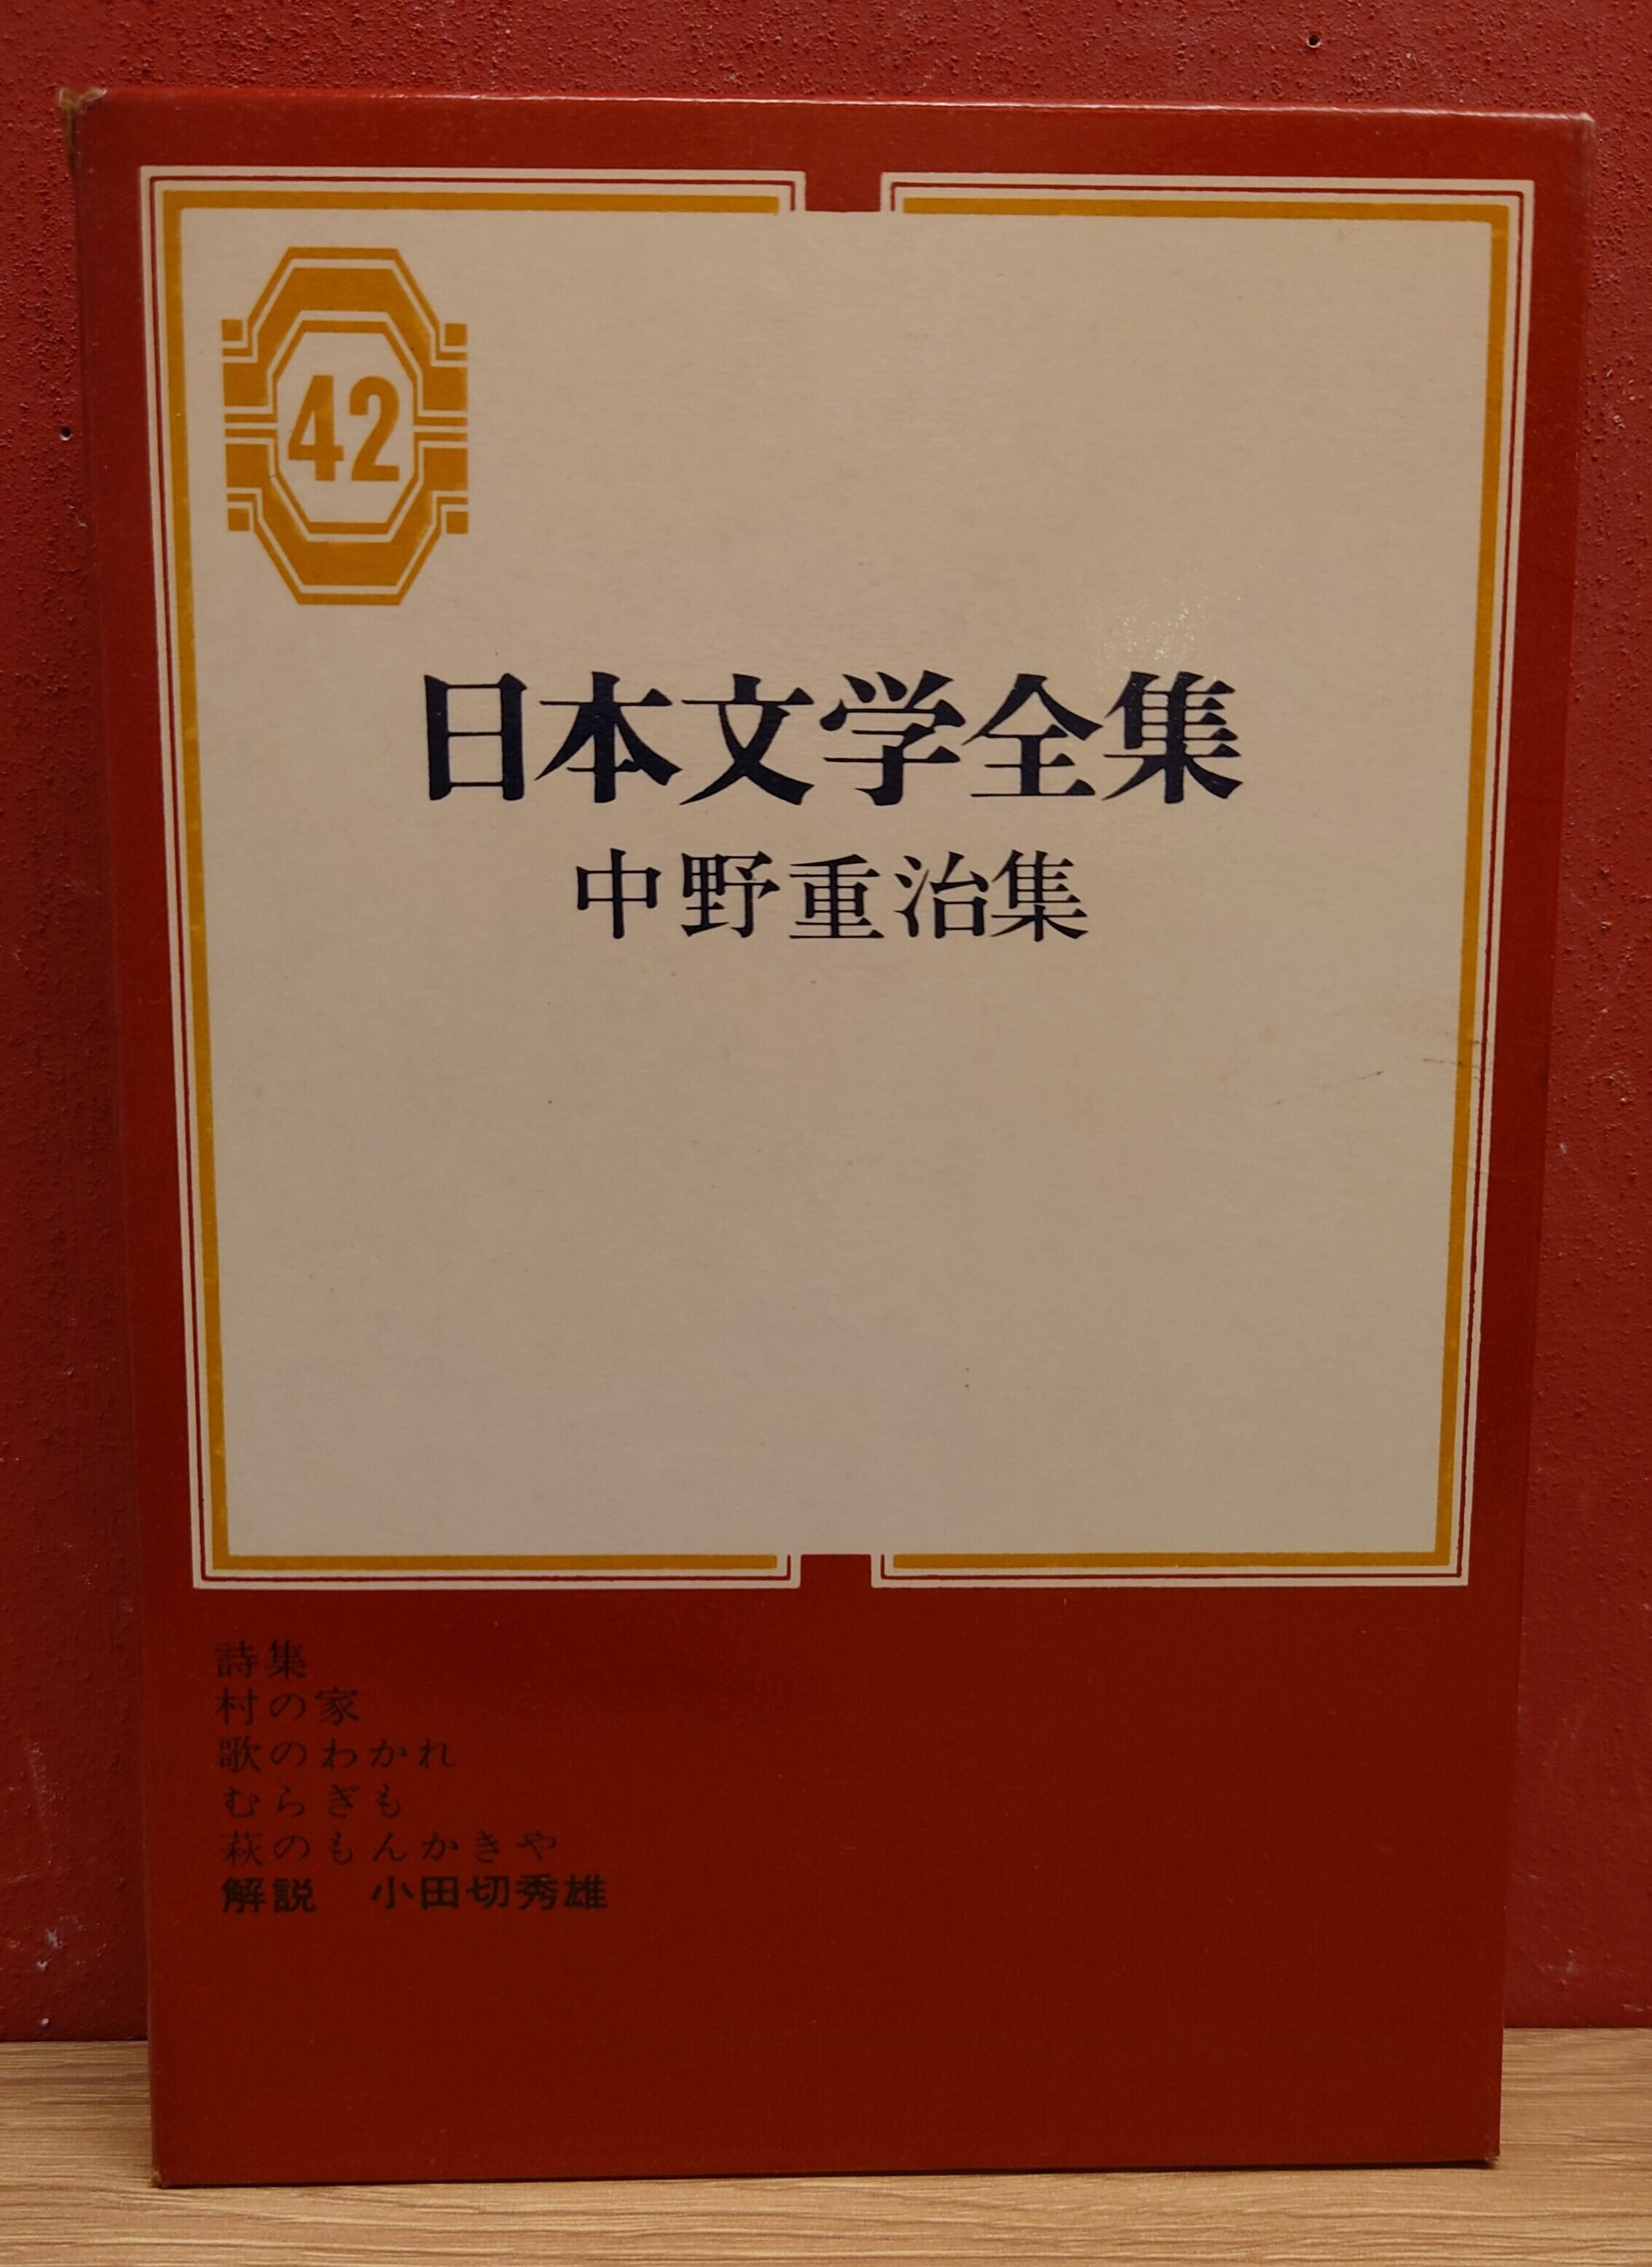 42
日本文学全集
中野重治集
詩集
村の家
歌のわかれ
むらぎも
萩のもんかきや
解説　小田切秀雄